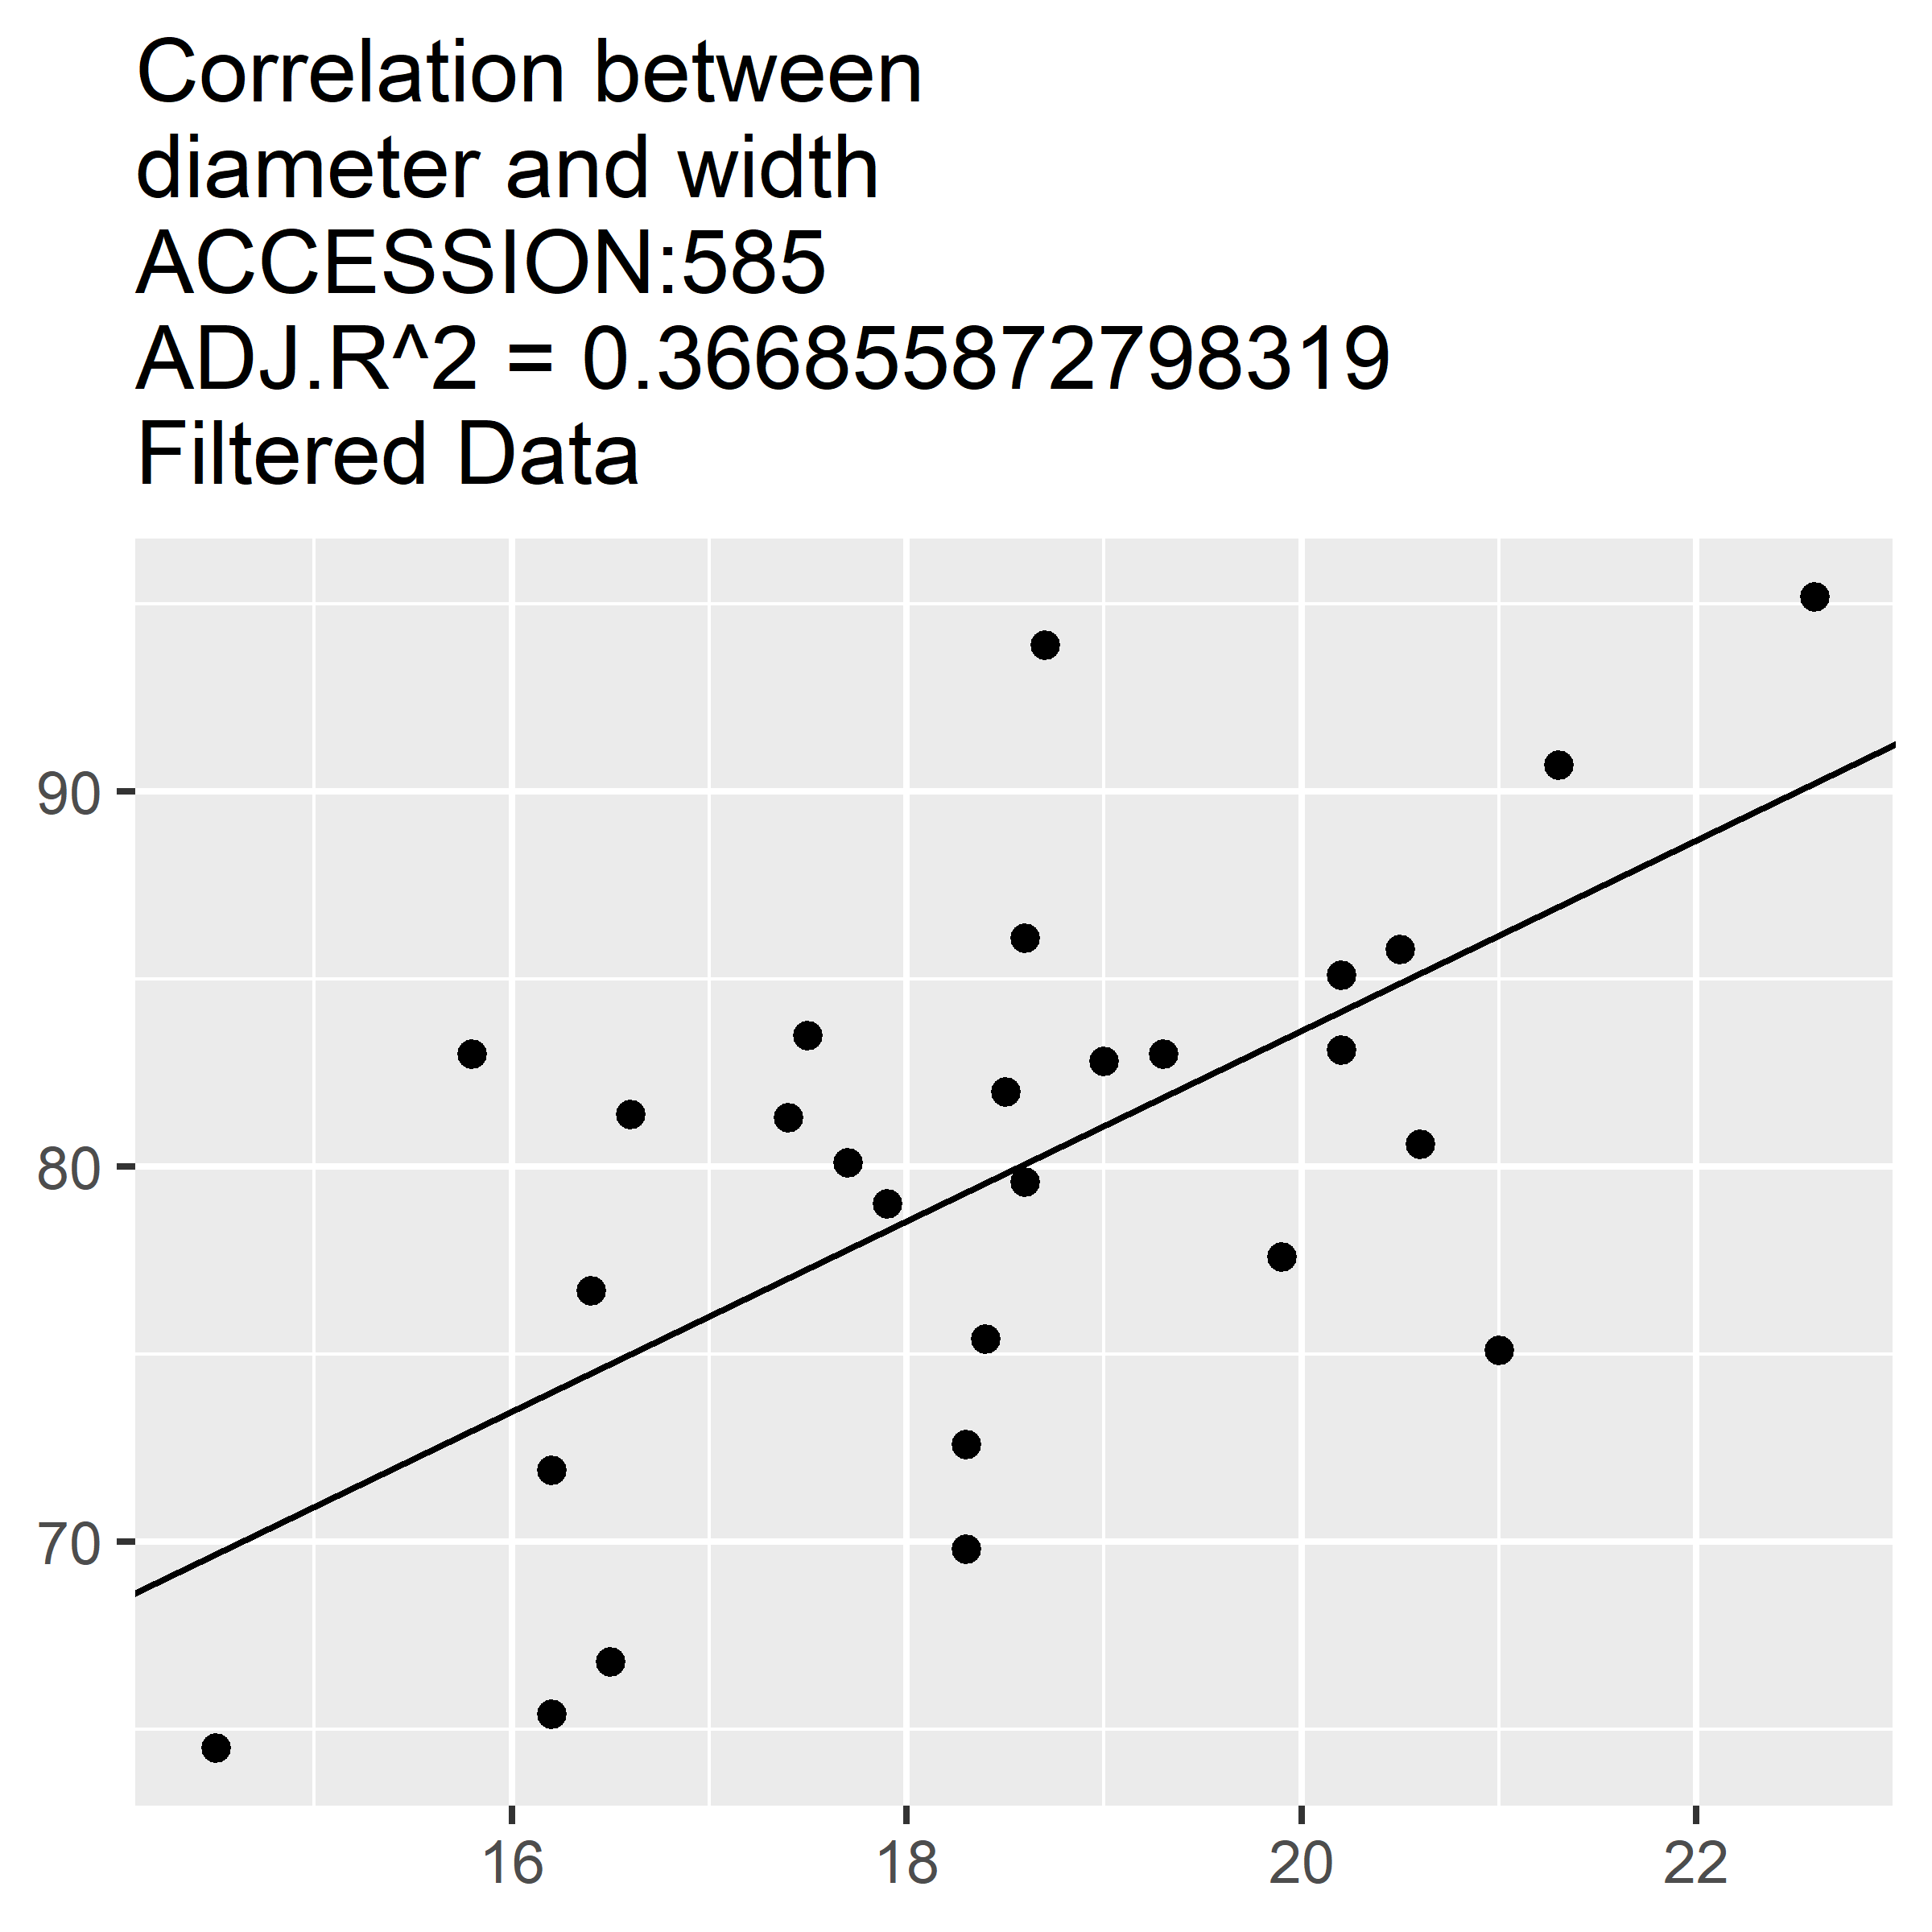 Correlation between
diameter and width
ACCESSION:585
ADJ.R^2 = 0.366855872798319
Filtered Data
90
80
70
16 18 20 22